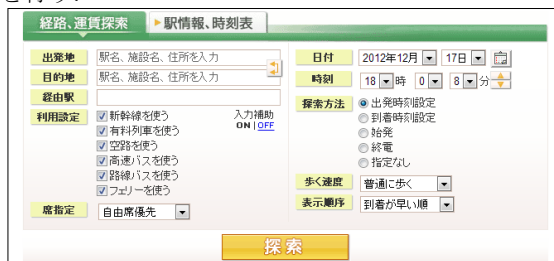 経路、運賃探索
駅情報、時刻表
出発地 駅名、施設名、住所を入力
目的地 駅名、施設名、住所を入力
経由駅
利用設定 新幹線を使う
有料列車を使う
空路を使う
高速バスを使う
路線バスを使う
フェリーを使う
入力補助
ON | OFF
席指定 自由席優先
日付 2012年12月 17日
時刻 18 時 0 8 分
探索方法 出発時刻設定
到着時刻設定
始発
終電
指定なし
歩く速度 普通に歩く
表示順序 到着が早い順
探索